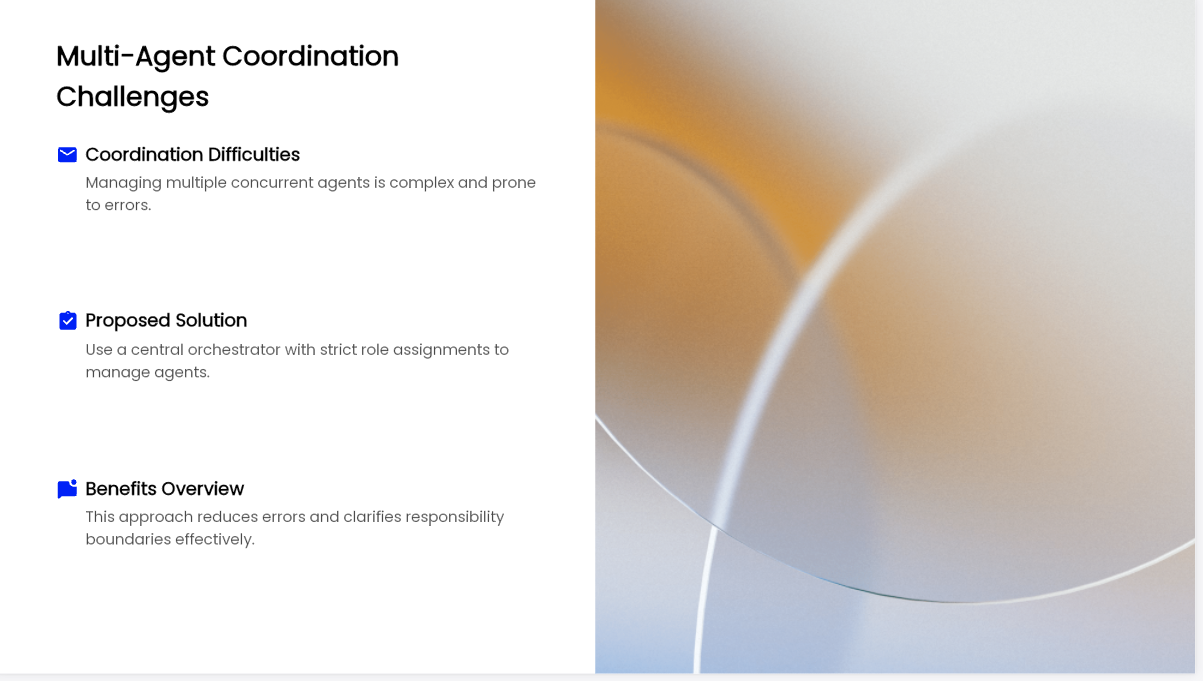 Multi-Agent Coordination
Challenges
Coordination Difficulties
Managing multiple concurrent agents is complex and prone
to errors.
Proposed Solution
Use a central orchestrator with strict role assignments to
manage agents.
Benefits Overview
This approach reduces errors and clarifies responsibility
boundaries effectively.